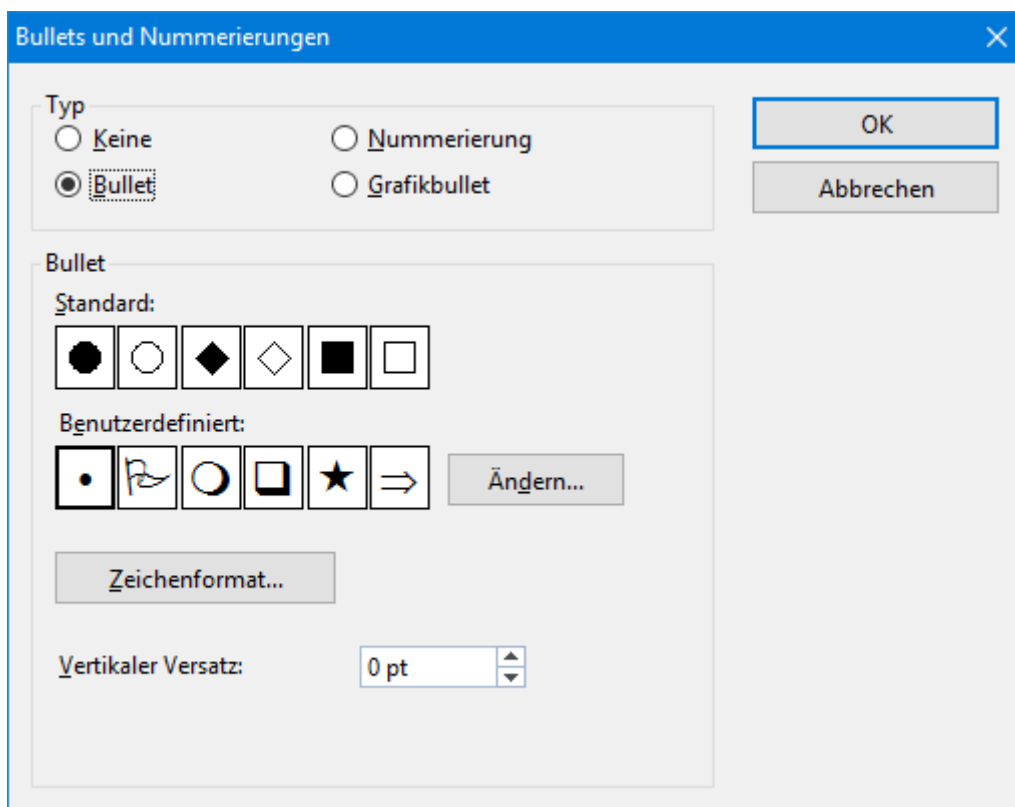 Bullets und Nummerierungen
Typ
Keine
Nummerierung
OK
Bullet
Grafikbullet
Abbrechen
Bullet
Standard:
Benutzerdefiniert:
Ändern...
Zeichenformat...
Vertikaler Versatz:
0 pt